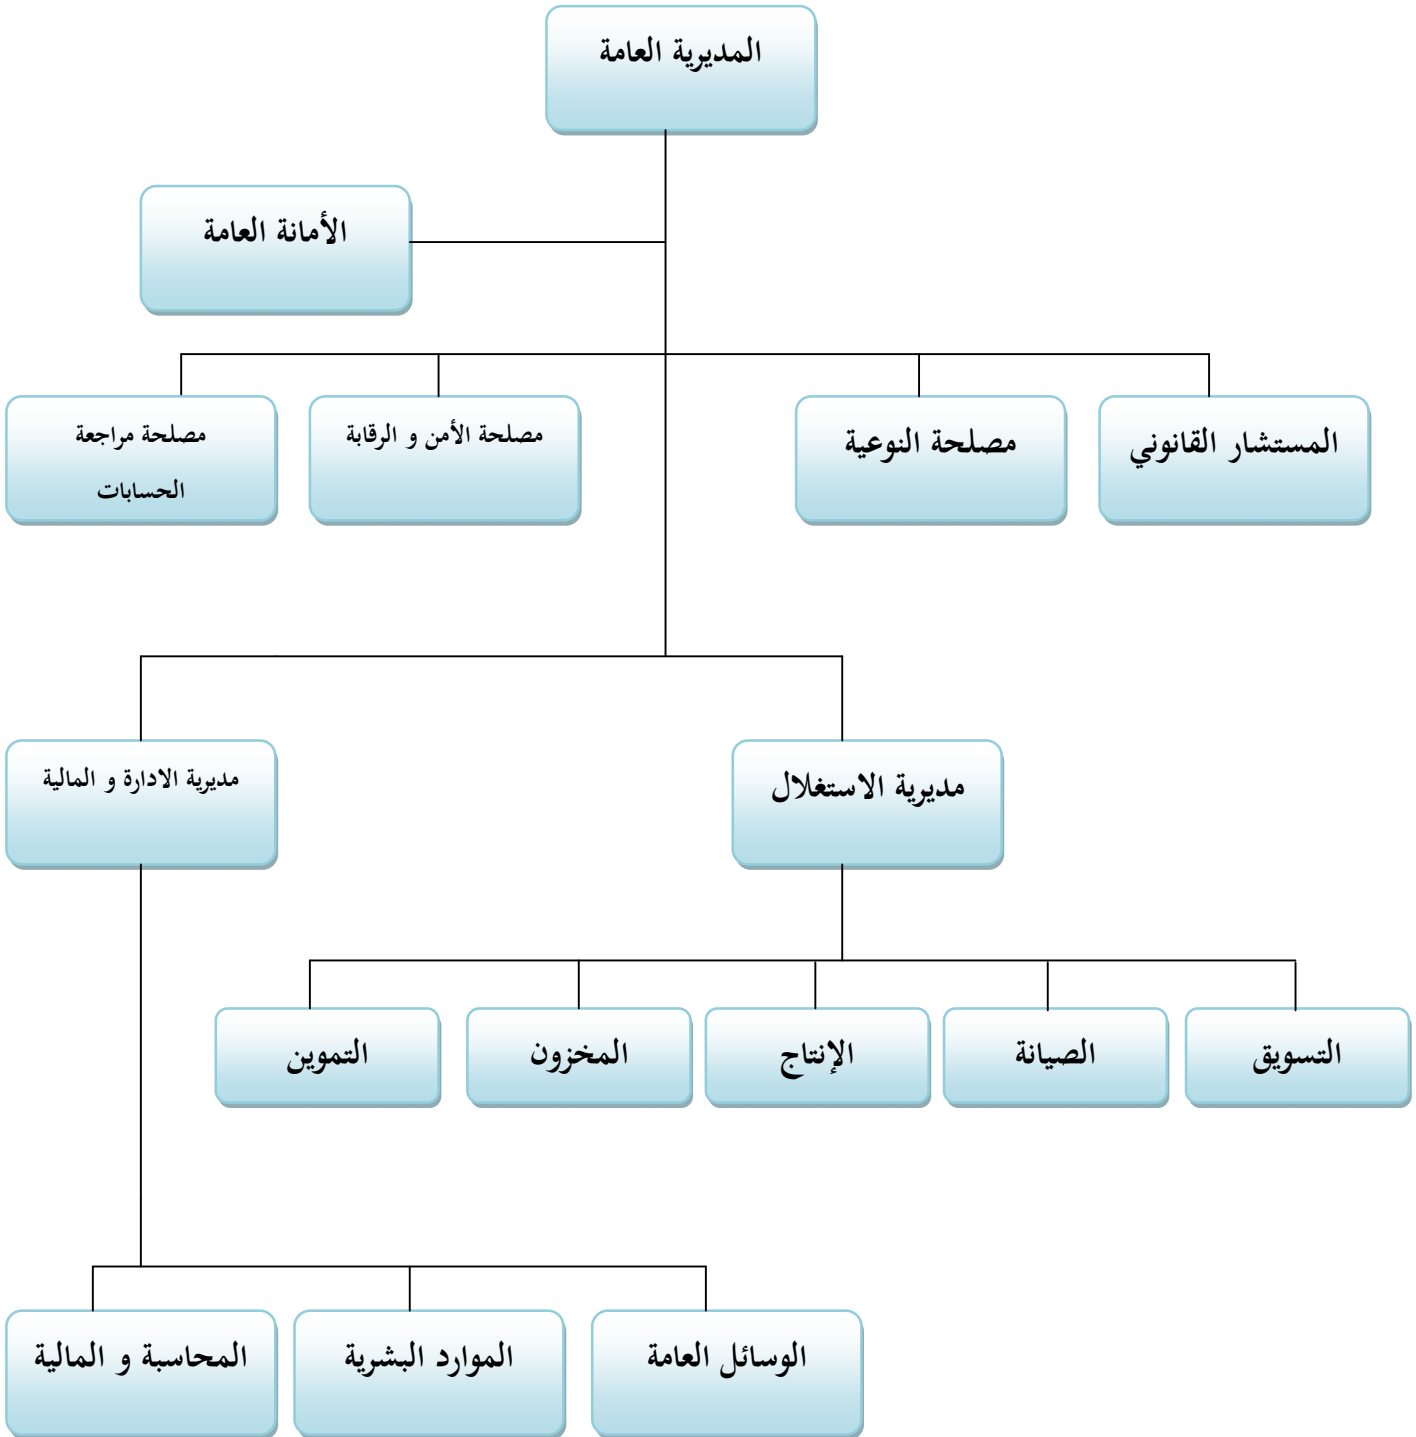 المديرية العامة
الأمانة العامة
المستشار القانوني
مصلحة النوعية
مصلحة الأمن و الرقابة
مصلحة مراجعة
الحسابات
مديرية الاستغلال
مديرية الادارة و المالية
التسويق
الصيانة
الإنتاج
المخزون
التموين
الوسائل العامة
الموارد البشرية
المحاسبة و المالية